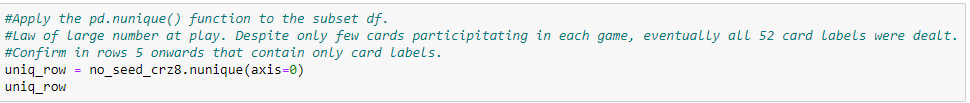 #Apply the pd.nunique() function to the subset df.
#Law of large number at play. Despite only few cards participitating in each game, eventually all 52 card labels were dealt.
#Confirm in rows 5 onwards that contain only card labels.
uniq_row = no_seed_crz8.nunique(axis=0)
uniq_row